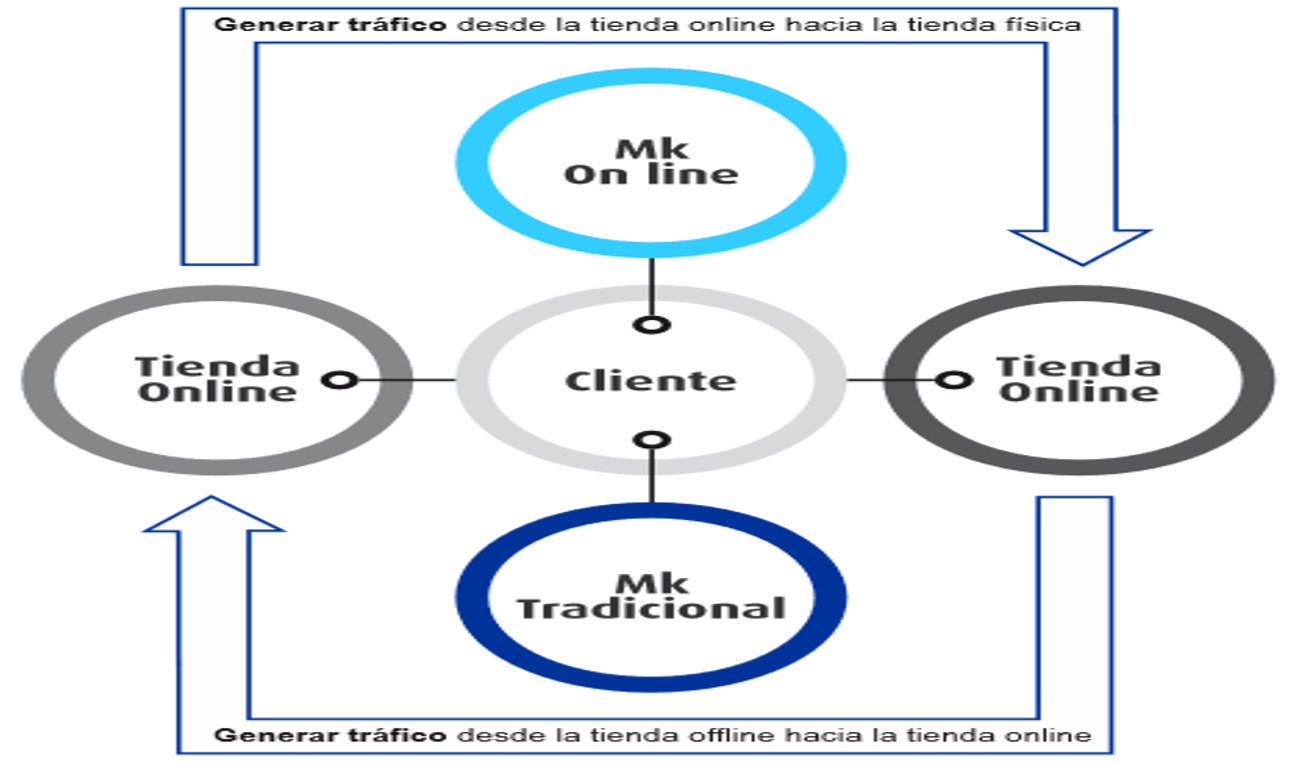 Generar tráfico desde la tienda online hacia la tienda física
Mk
On line
Tienda
Online
Cliente
Tienda
Online
Mk
Tradicional
Generar tráfico desde la tienda offline hacia la tienda online